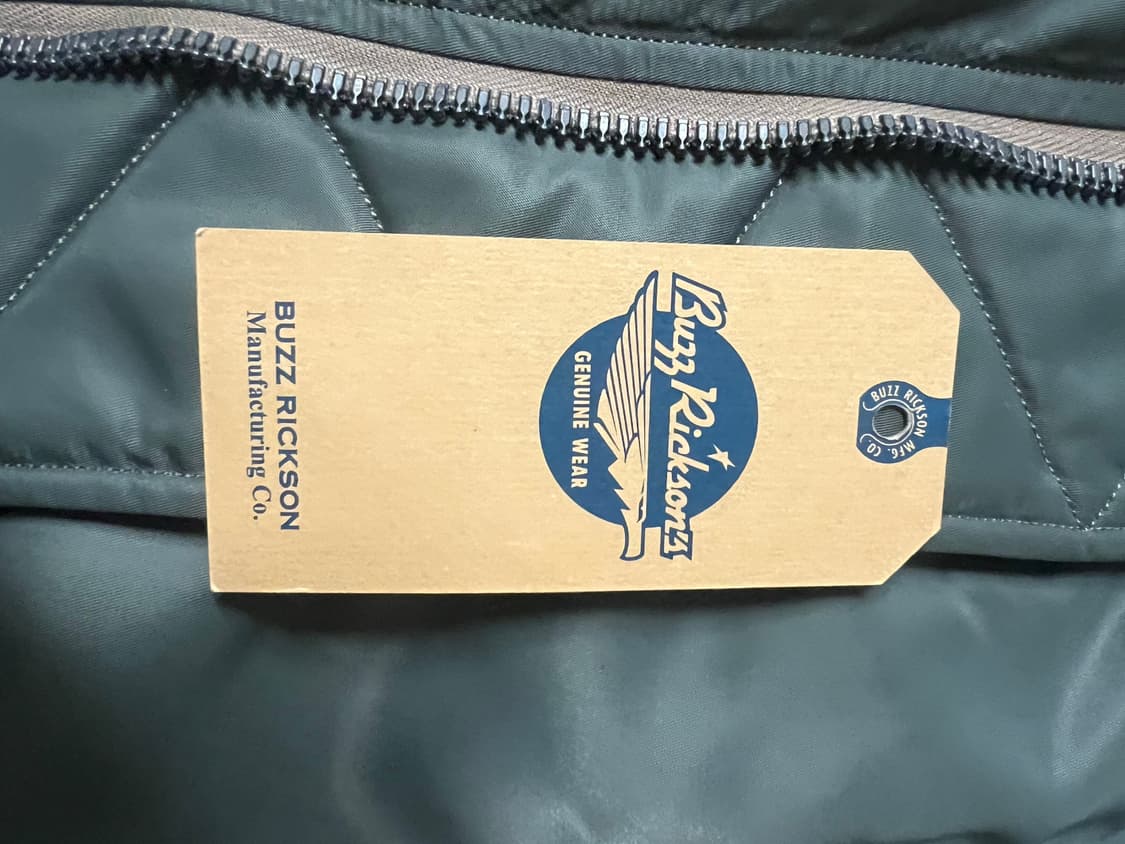 BUZZ RICKSON MFG. CO.
Buzz Rickson's
GENUINE WEAR
BUZZ RICKSON
Manufacturing Co.